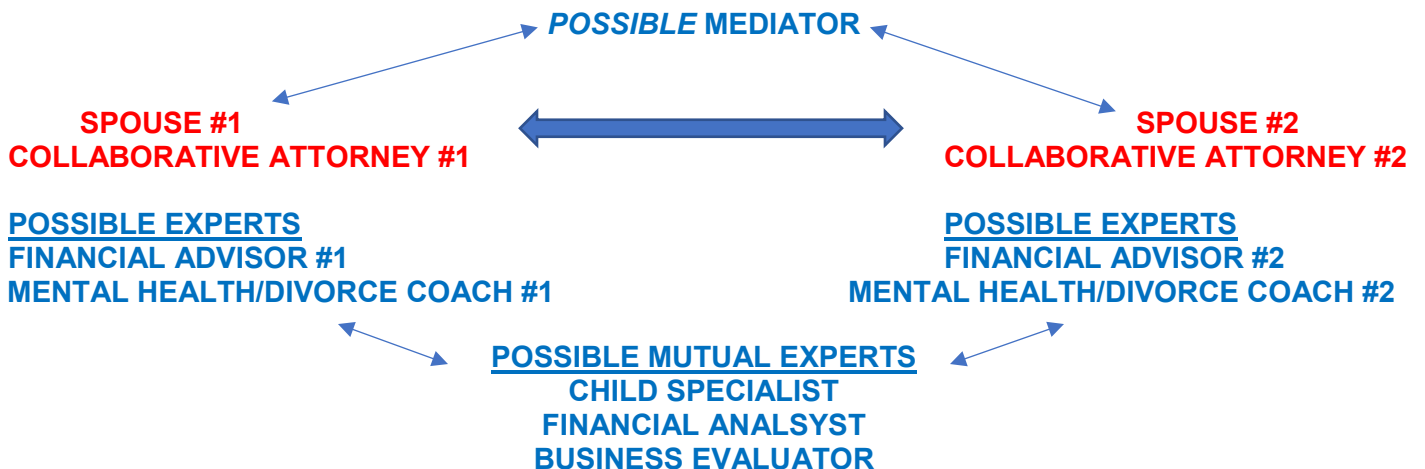 POSSIBLE MEDIATOR
SPOUSE #1
COLLABORATIVE ATTORNEY #1
SPOUSE #2
COLLABORATIVE ATTORNEY #2
POSSIBLE EXPERTS
FINANCIAL ADVISOR #1
MENTAL HEALTH/DIVORCE COACH #1
POSSIBLE EXPERTS
FINANCIAL ADVISOR #2
MENTAL HEALTH/DIVORCE COACH #2
POSSIBLE MUTUAL EXPERTS
CHILD SPECIALIST
FINANCIAL ANALSYST
BUSINESS EVALUATOR